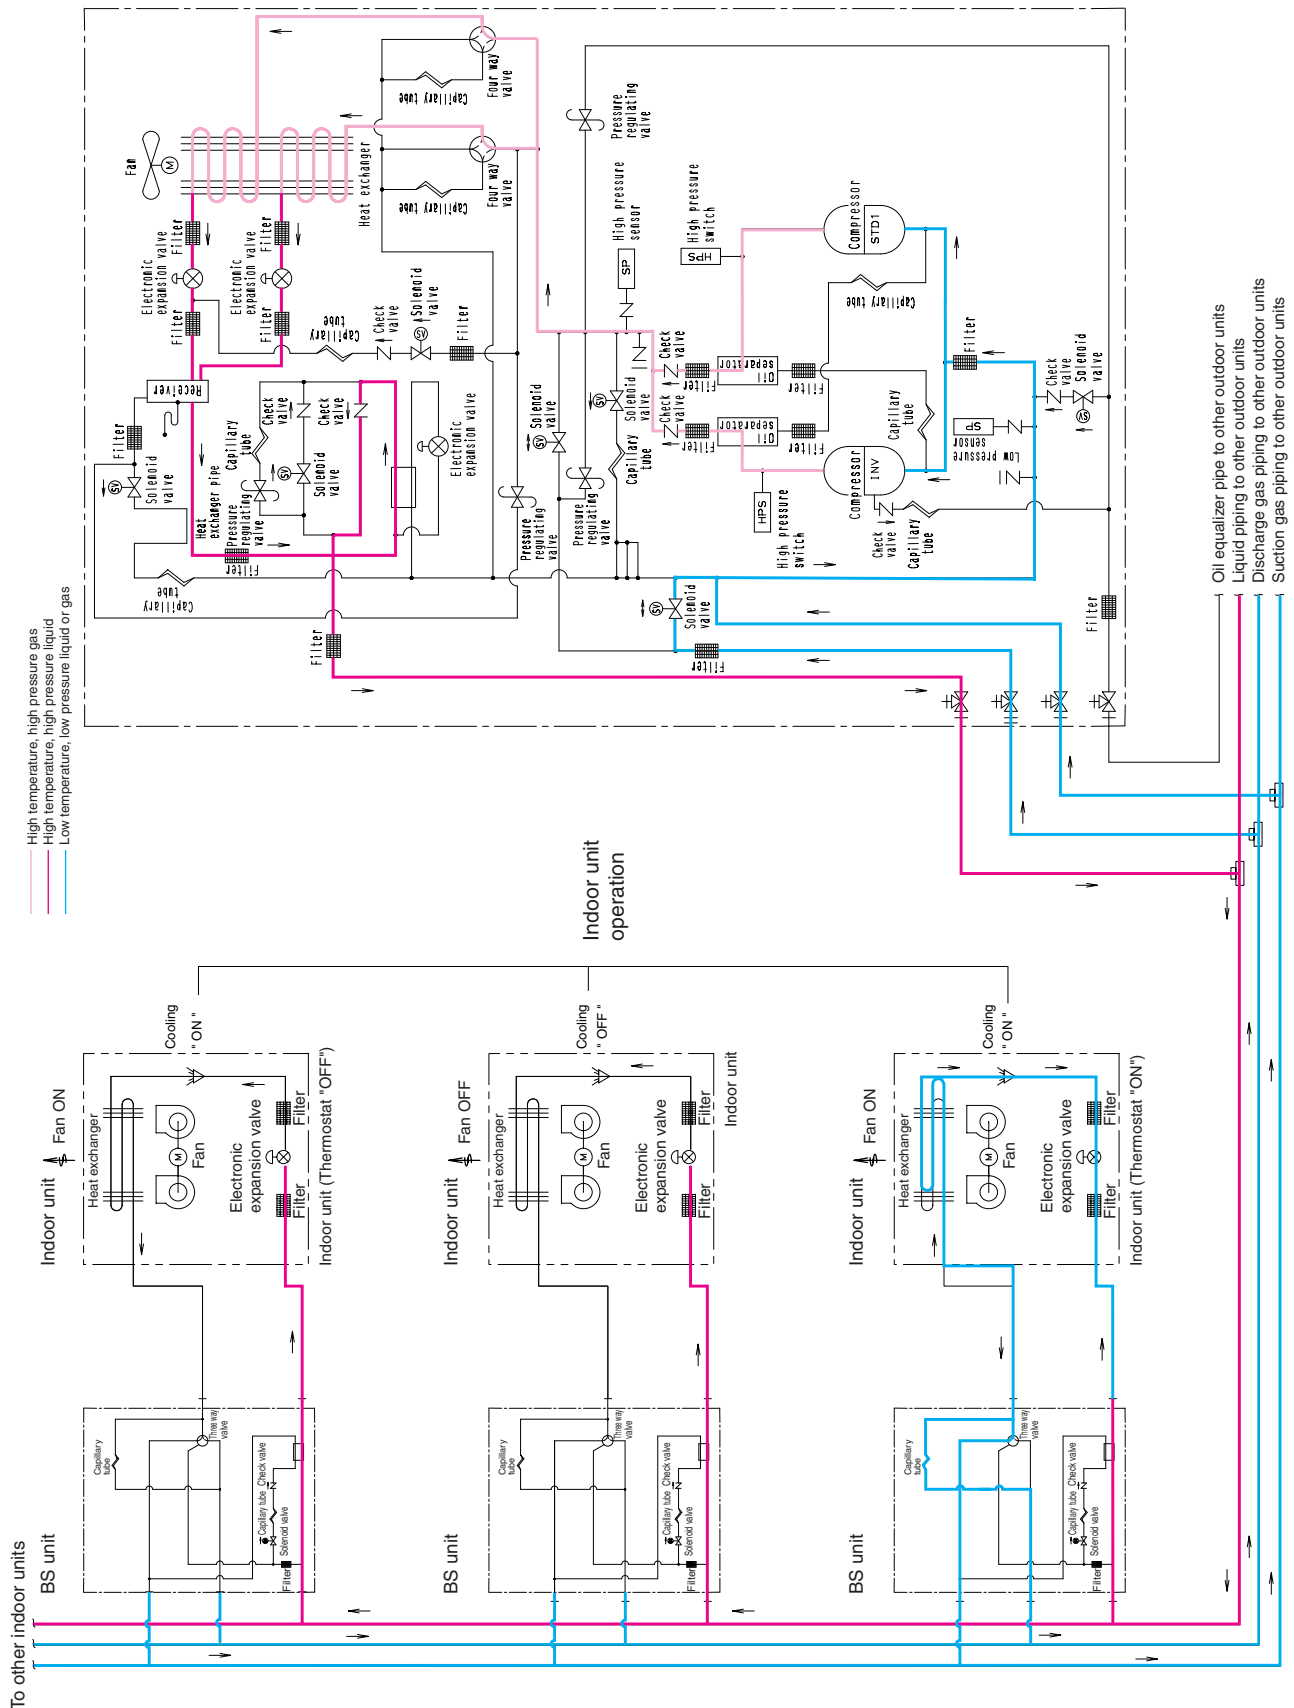 High temperature, high pressure gas
High temperature, high pressure liquid
Low temperature, low pressure liquid or gas
Fan
M
Heat exchanger
Filter
Filter
Electronic
expansion valve
Electronic
expansion valve
Filter
Filter
Capillary tube
Four way
valve
Capillary tube
Four way
valve
Pressure
regulating
valve
Receiver
Filter
SV
Solenoid
valve
Capillary
tube
Check
valve
SV
Solenoid
valve
Filter
Heat
exchanger pipe
Capillary
tube
Check
valve
SV
Solenoid
valve
Check
valve
Pressure
regulating
valve
Filter
Electronic
expansion valve
Capillary
tube
Filter
Pressure
regulating
valve
SV
Solenoid
valve
Pressure
regulating
valve
SV
Solenoid
valve
Capillary
tube
High pressure
sensor
SP
High pressure
switch
HPS
Check
valve
Check
valve
Filter
Filter
Oil
separator
Oil
separator
Filter
Filter
Compressor
STD1
Capillary
tube
Capillary
tube
Compressor
INV
HPS
High pressure
switch
Check
valve
Capillary
tube
Filter
SP
Low pressure
sensor
Check
valve
SV
Solenoid
valve
SV
Solenoid
valve
Filter
Filter
Oil equalizer pipe to other outdoor units
Liquid piping to other outdoor units
Discharge gas piping to other outdoor units
Suction gas piping to other outdoor units
Indoor unit
operation
Cooling
" ON "
Cooling
" OFF "
Cooling
" ON "
Indoor unit
Fan ON
Heat exchanger
M
Fan
Electronic
expansion valve
Filter
Filter
Indoor unit (Thermostat "OFF")
Indoor unit
Fan OFF
Heat exchanger
M
Fan
Electronic
expansion valve
Filter
Filter
Indoor unit
Indoor unit
Fan ON
Heat exchanger
M
Fan
Electronic
expansion valve
Filter
Filter
Indoor unit (Thermostat "ON")
BS unit
Capillary
tube
Three way
valve
Check valve
Capillary tube
Solenoid valve
Filter
BS unit
Capillary
tube
Three way
valve
Check valve
Capillary tube
Solenoid valve
Filter
BS unit
Capillary
tube
Three way
valve
Check valve
Capillary tube
Solenoid valve
Filter
To other indoor units